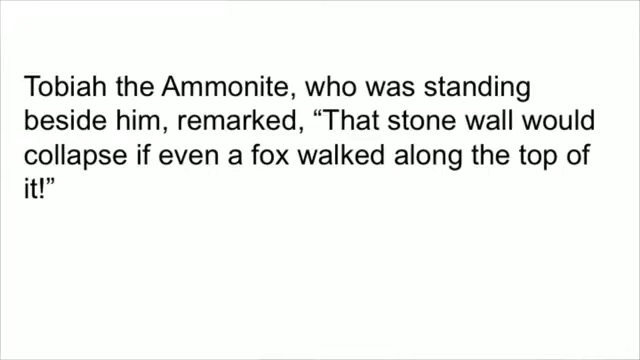 Tobiah the Ammonite, who was standing
beside him, remarked, “That stone wall would
collapse if even a fox walked along the top of
it!”